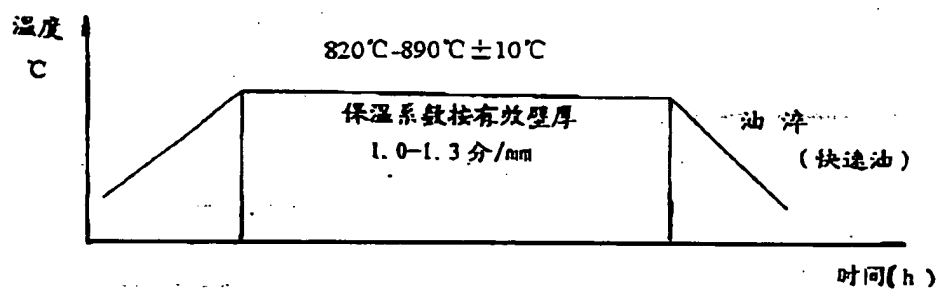 温度
℃
820℃-890℃±10℃
保温系数按有效壁厚
1.0-1.3分/mm
油淬
（快速油）
时间(h)